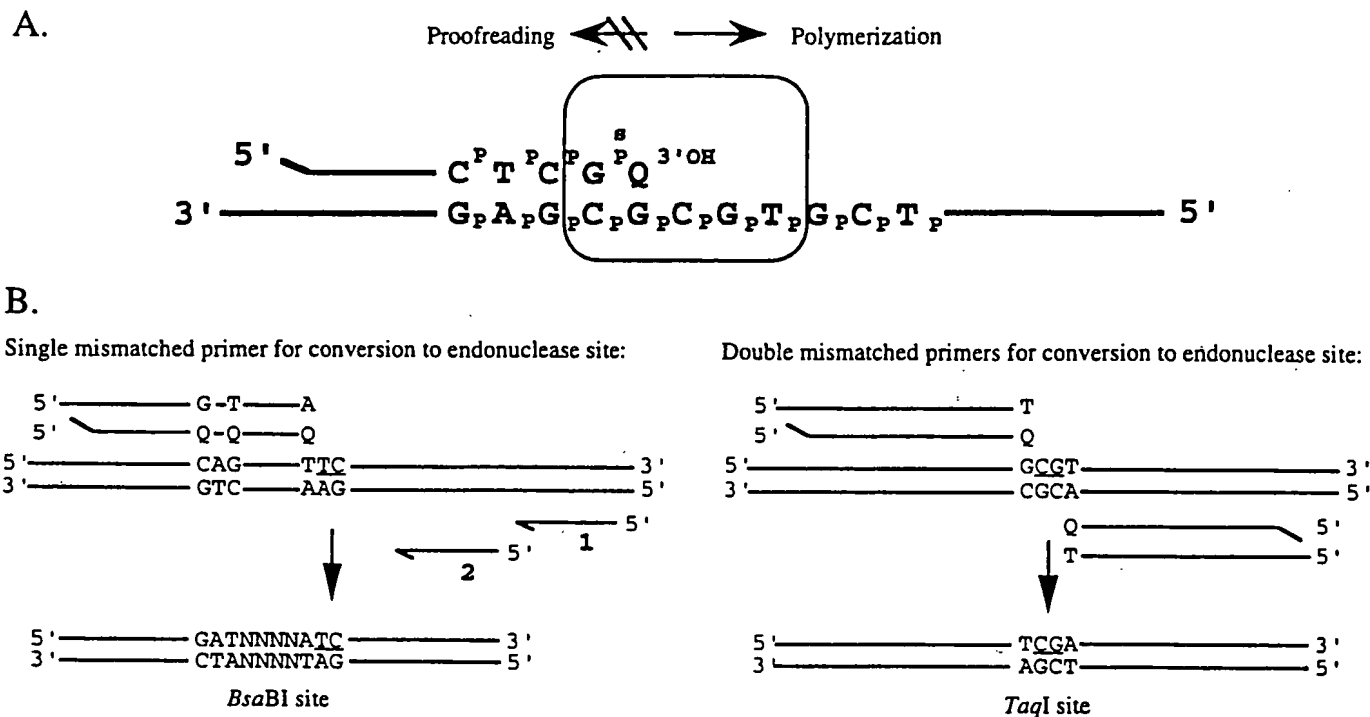 A.
Proofreading Polymerization
s
5' CPTPCPGPQ 3'OH
3' GPAPGPCPGPCPGPTPGPCPTP 5'
B.
Single mismatched primer for conversion to endonuclease site:
5' G-T A
5' Q-Q Q
5' CAG TTC 3'
3' GTC AAG 5'
5'
1
5'
2
5' GATNNNNATC 3'
3' CTANNNNTAG 5'
BsaBI site
Double mismatched primers for conversion to endonuclease site:
5' T
5' Q
5' GCGT 3'
3' CGCA 5'
Q 5'
T 5'
5' TCGA 3'
3' AGCT 5'
TaqI site